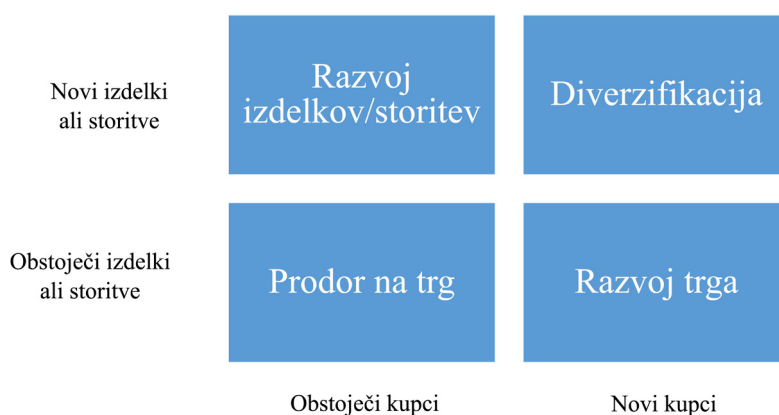 Novi izdelki
ali storitve
Razvoj
izdelkov/storitev
Diverzifikacija
Obstoječi izdelki
ali storitve
Prodor na trg
Razvoj trga
Obstoječi kupci
Novi kupci